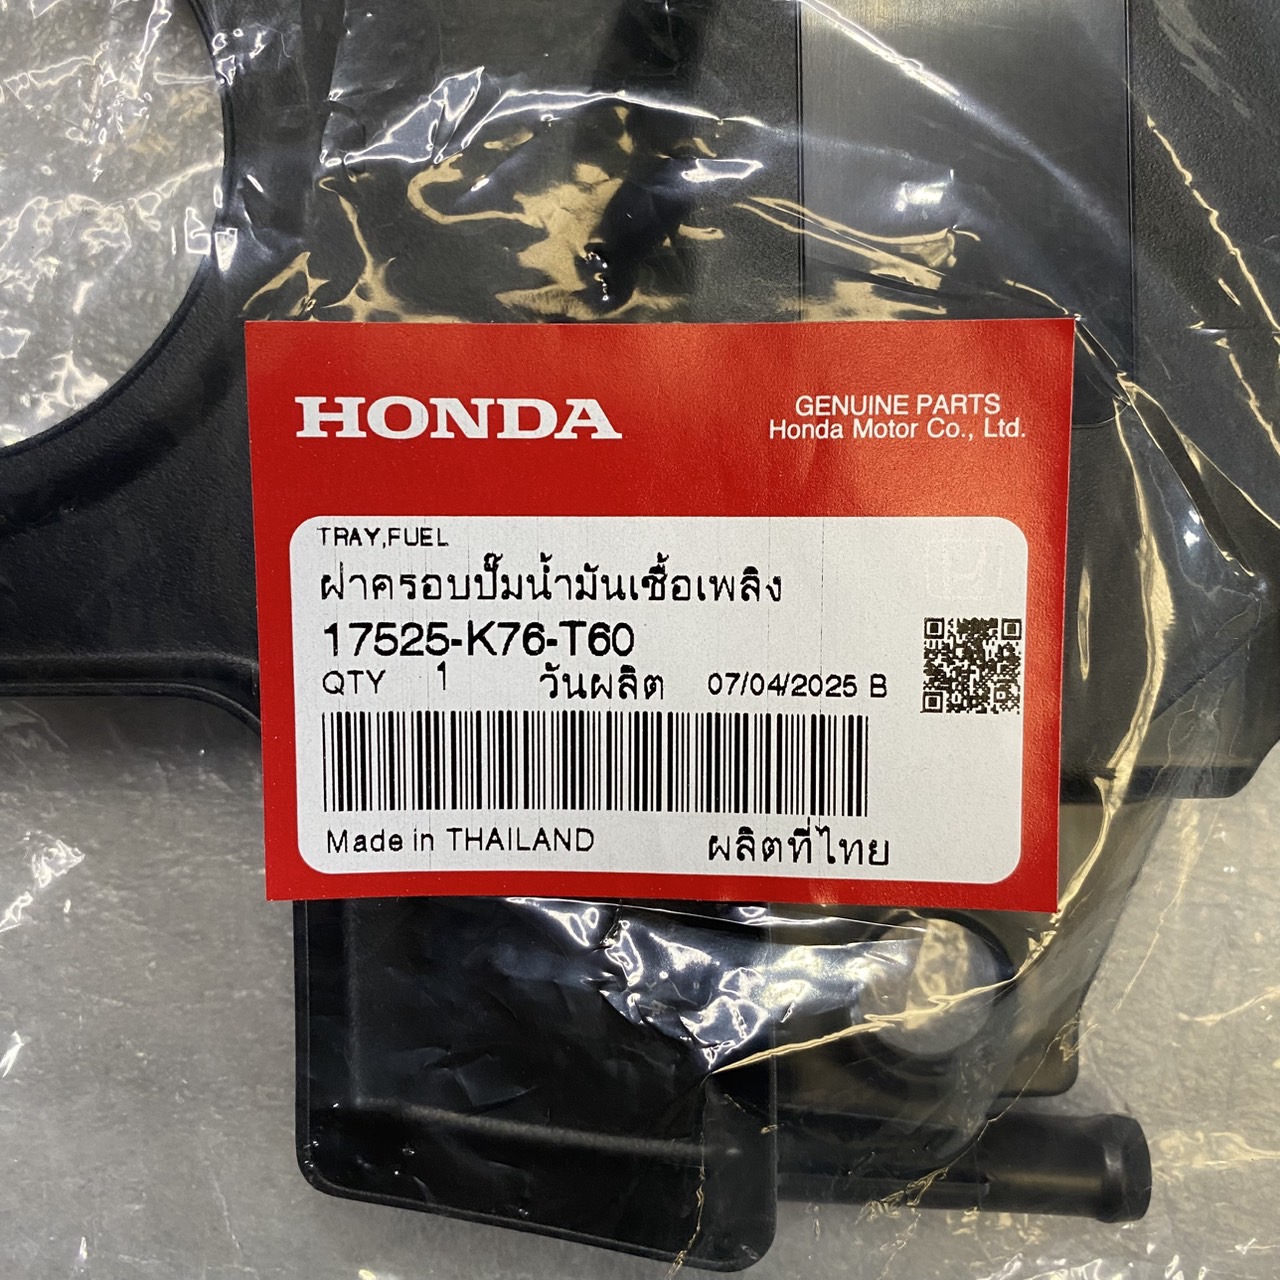 HONDA
GENUINE PARTS
Honda Motor Co., Ltd.
TRAY,FUEL
ฝาครอบปั๊มน้ำมันเชื้อเพลิง
17525-K76-T60
QTY 1 วันผลิต 07/04/2025 B
Made in THAILAND ผลิตที่ไทย